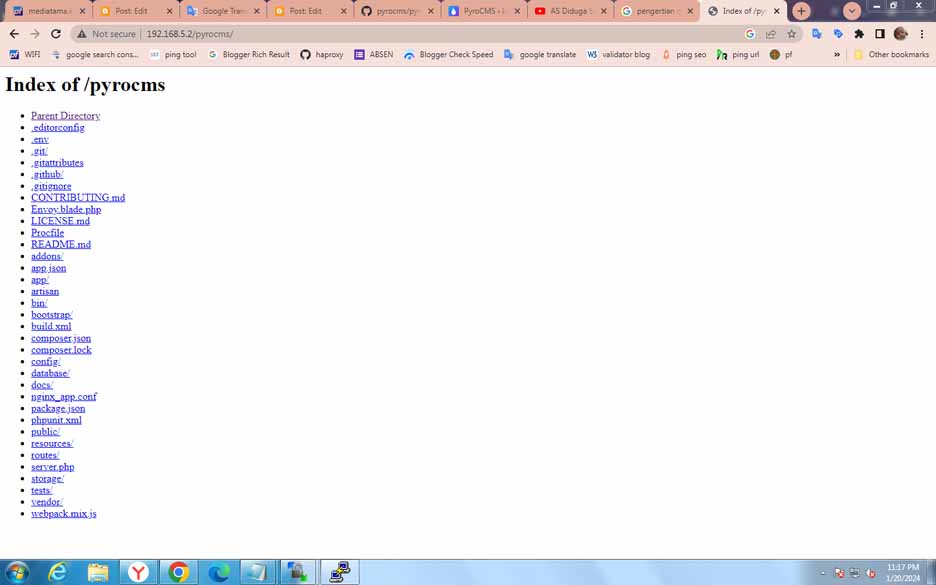 mediatama. Post: Edit Google Tran Post: Edit pyrocms/pyr PyroCMS AS Diduga S pengertian Index of /pyr
Not secure 192.168.5.2/pyrocms/
WIFI google search cons... ping tool Blogger Rich Result haproxy ABSEN Blogger Check Speed google translate validator blog ping seo ping url pf » Other bookmarks
Index of /pyrocms
Parent Directory
.editorconfig
.env
.git/
.gitattributes
.github/
.gitignore
CONTRIBUTING.md
Envoy.blade.php
LICENSE.md
Procfile
README.md
addons/
app.json
app/
artisan
bin/
bootstrap/
build.xml
composer.json
composer.lock
config/
database/
docs/
nginx_app.conf
package.json
phpunit.xml
public/
resources/
routes/
server.php
storage/
tests/
vendor/
webpack.mix.js
11:17 PM
1/20/2024